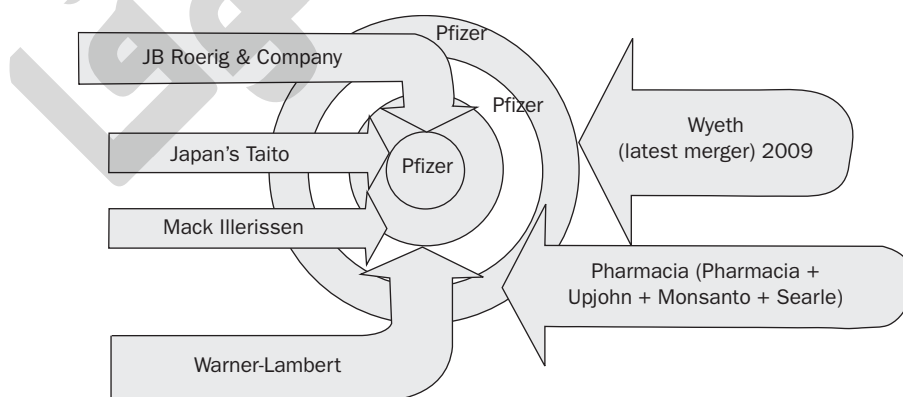 Pfizer
JB Roerig & Company
Pfizer
Wyeth
(latest merger) 2009
Japan's Taito
Pfizer
Mack Illerissen
Pharmacia (Pharmacia +
Upjohn + Monsanto + Searle)
Warner-Lambert